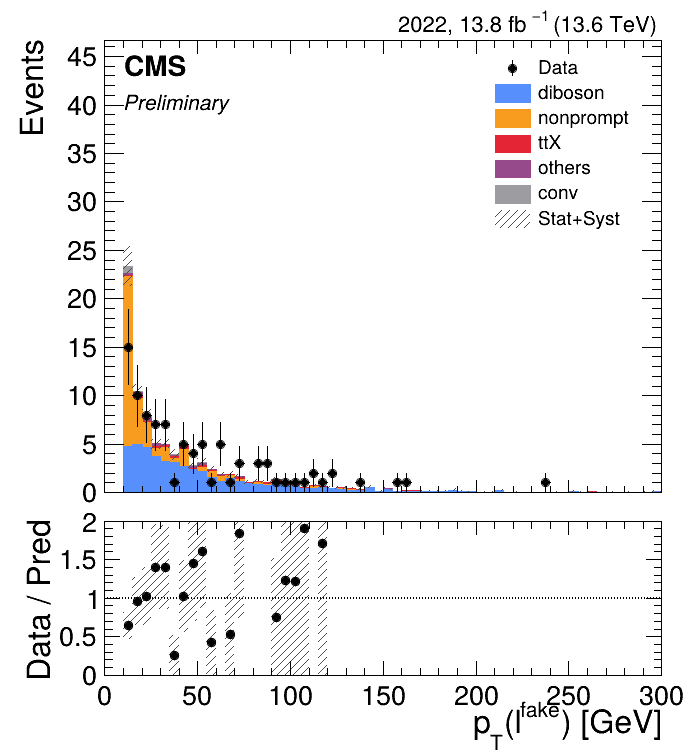 2022, 13.8 fb⁻¹ (13.6 TeV)
CMS
Preliminary
Events
45
40
35
30
25
20
15
10
5
0
Data
diboson
nonprompt
ttX
others
conv
Stat+Syst
Data / Pred
2
1.5
1
0.5
0
0 50 100 150 200 250 300
p_T(l^fake) [GeV]